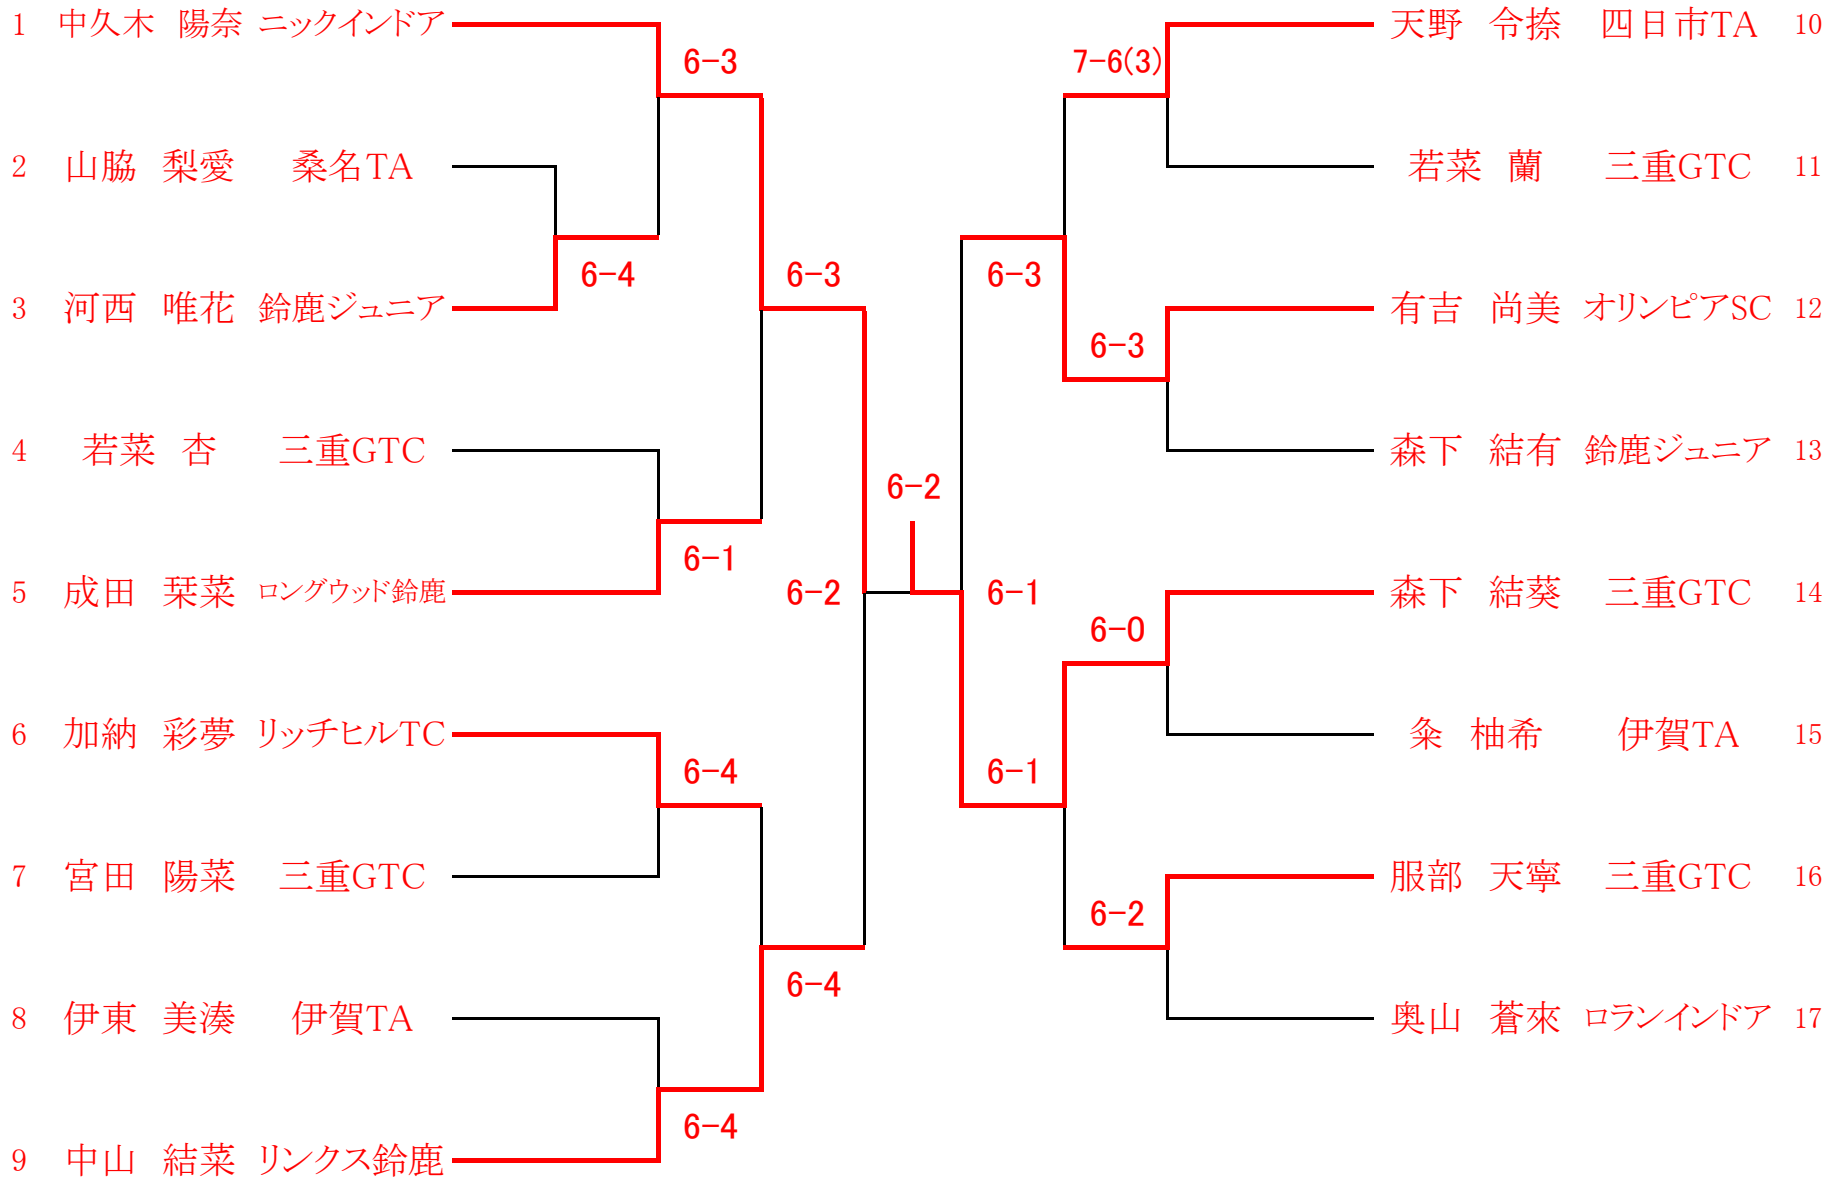 1 中久木 陽奈 ニックインドア
6-3
2 山脇 梨愛 桑名TA
6-4
3 河西 唯花 鈴鹿ジュニア
6-3
4 若菜 杏 三重GTC
6-1
5 成田 栞菜 ロングウッド鈴鹿
6-2
6 加納 彩夢 リッチヒルTC
6-4
7 宮田 陽菜 三重GTC
6-4
8 伊東 美湊 伊賀TA
6-4
9 中山 結菜 リンクス鈴鹿
6-2
天野 令捺 四日市TA 10
7-6(3)
若菜 蘭 三重GTC 11
6-3
有吉 尚美 オリンピアSC 12
6-3
森下 結有 鈴鹿ジュニア 13
6-1
森下 結葵 三重GTC 14
6-0
粂 柚希 伊賀TA 15
6-1
服部 天寧 三重GTC 16
6-2
奥山 蒼來 ロランインドア 17